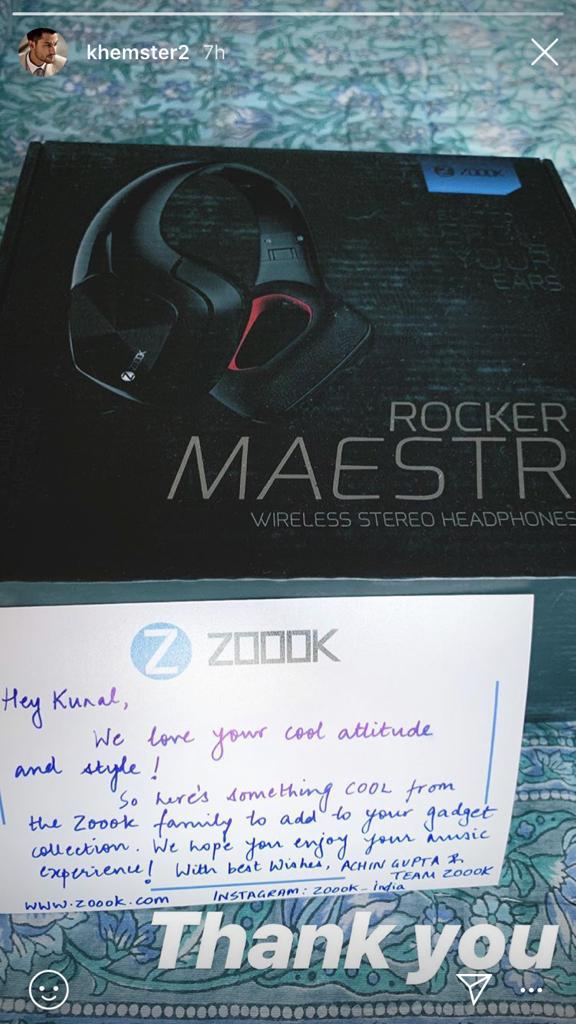 khemster2 7h
ZOOOK
YOUR
EARS
ZOOOK
ROCKER
MAESTR
WIRELESS STEREO HEADPHONES
Z ZOOOK
Hey Kunal,
We love your cool attitude
and style!
So here's something COOL from
the Zoook family to add to your gadget
collection. We hope you enjoy your music
experience! With best Wishes, ACHIN GUPTA &
TEAM ZOOOK
www.zoook.com INSTAGRAM: zoook_india
Thank you